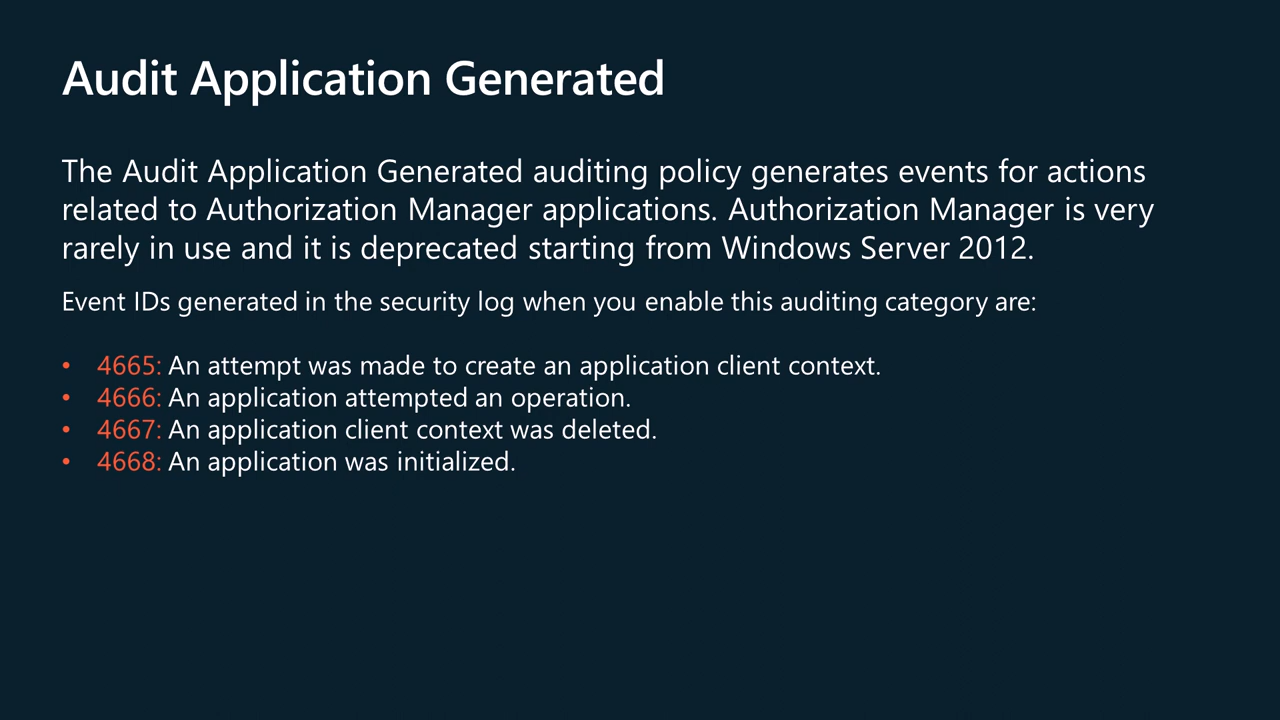 Audit Application Generated
The Audit Application Generated auditing policy generates events for actions
related to Authorization Manager applications. Authorization Manager is very
rarely in use and it is deprecated starting from Windows Server 2012.
Event IDs generated in the security log when you enable this auditing category are:
• 4665: An attempt was made to create an application client context.
• 4666: An application attempted an operation.
• 4667: An application client context was deleted.
• 4668: An application was initialized.